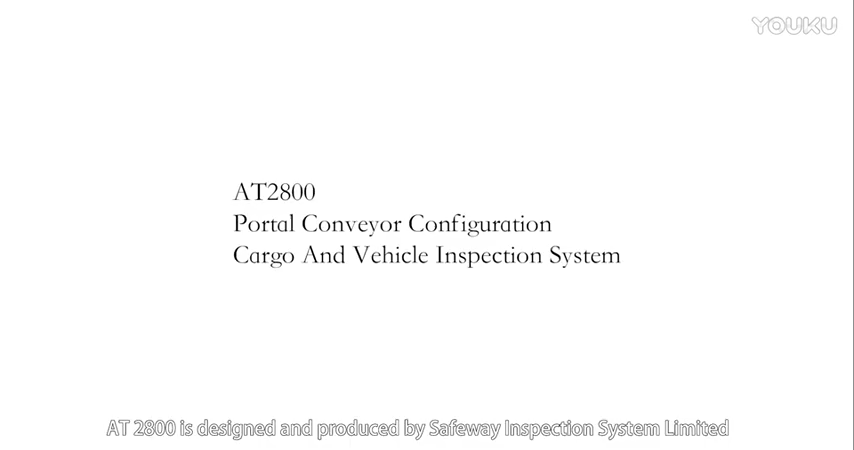 YOUKU
AT2800
Portal Conveyor Configuration
Cargo And Vehicle Inspection System
AT 2800 is designed and produced by Safeway Inspection System Limited